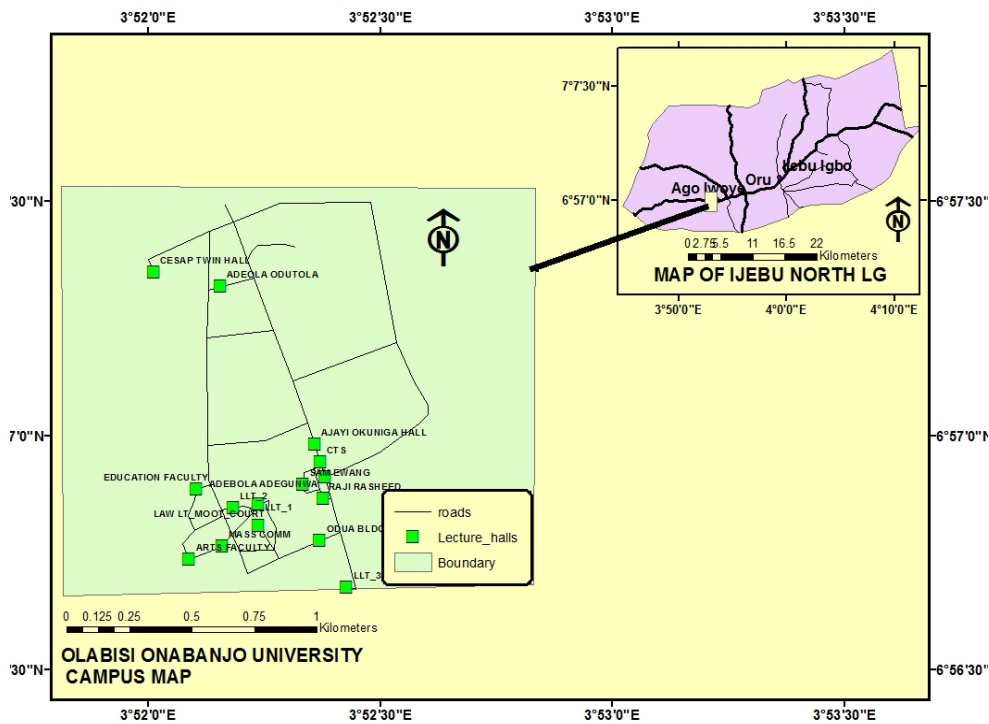 3°52'0"E 3°52'30"E 3°53'0"E 3°53'30"E
7°7'30"N
Ijebu Igbo
Oru
Ago Iwoye
6°57'0"N
3'30"N
6°57'30"N
0 2.75 5.5 11 16.5 22
Kilometers
MAP OF IJEBU NORTH LG
3°50'0"E 4°0'0"E 4°10'0"E
N
N
CESAP TWIN HALL
ADEOLA ODUTOLA
AJAYI OKUNIGA HALL
7'0"N
6°57'0"N
CTS
SAM EWANG
EDUCATION FACULTY
ADEBOLA ADEGUNWA
RAJI RASHEED
LLT_2
LLT_1
LAW LT_MOOT_COURT
MASS COMM
ODUA BLDG
ARTS FACULTY
LLT_3
roads
Lecture_halls
Boundary
0 0.125 0.25 0.5 0.75 1
Kilometers
OLABISI ONABANJO UNIVERSITY
CAMPUS MAP
'30"N
6°56'30"N
3°52'0"E 3°52'30"E 3°53'0"E 3°53'30"E